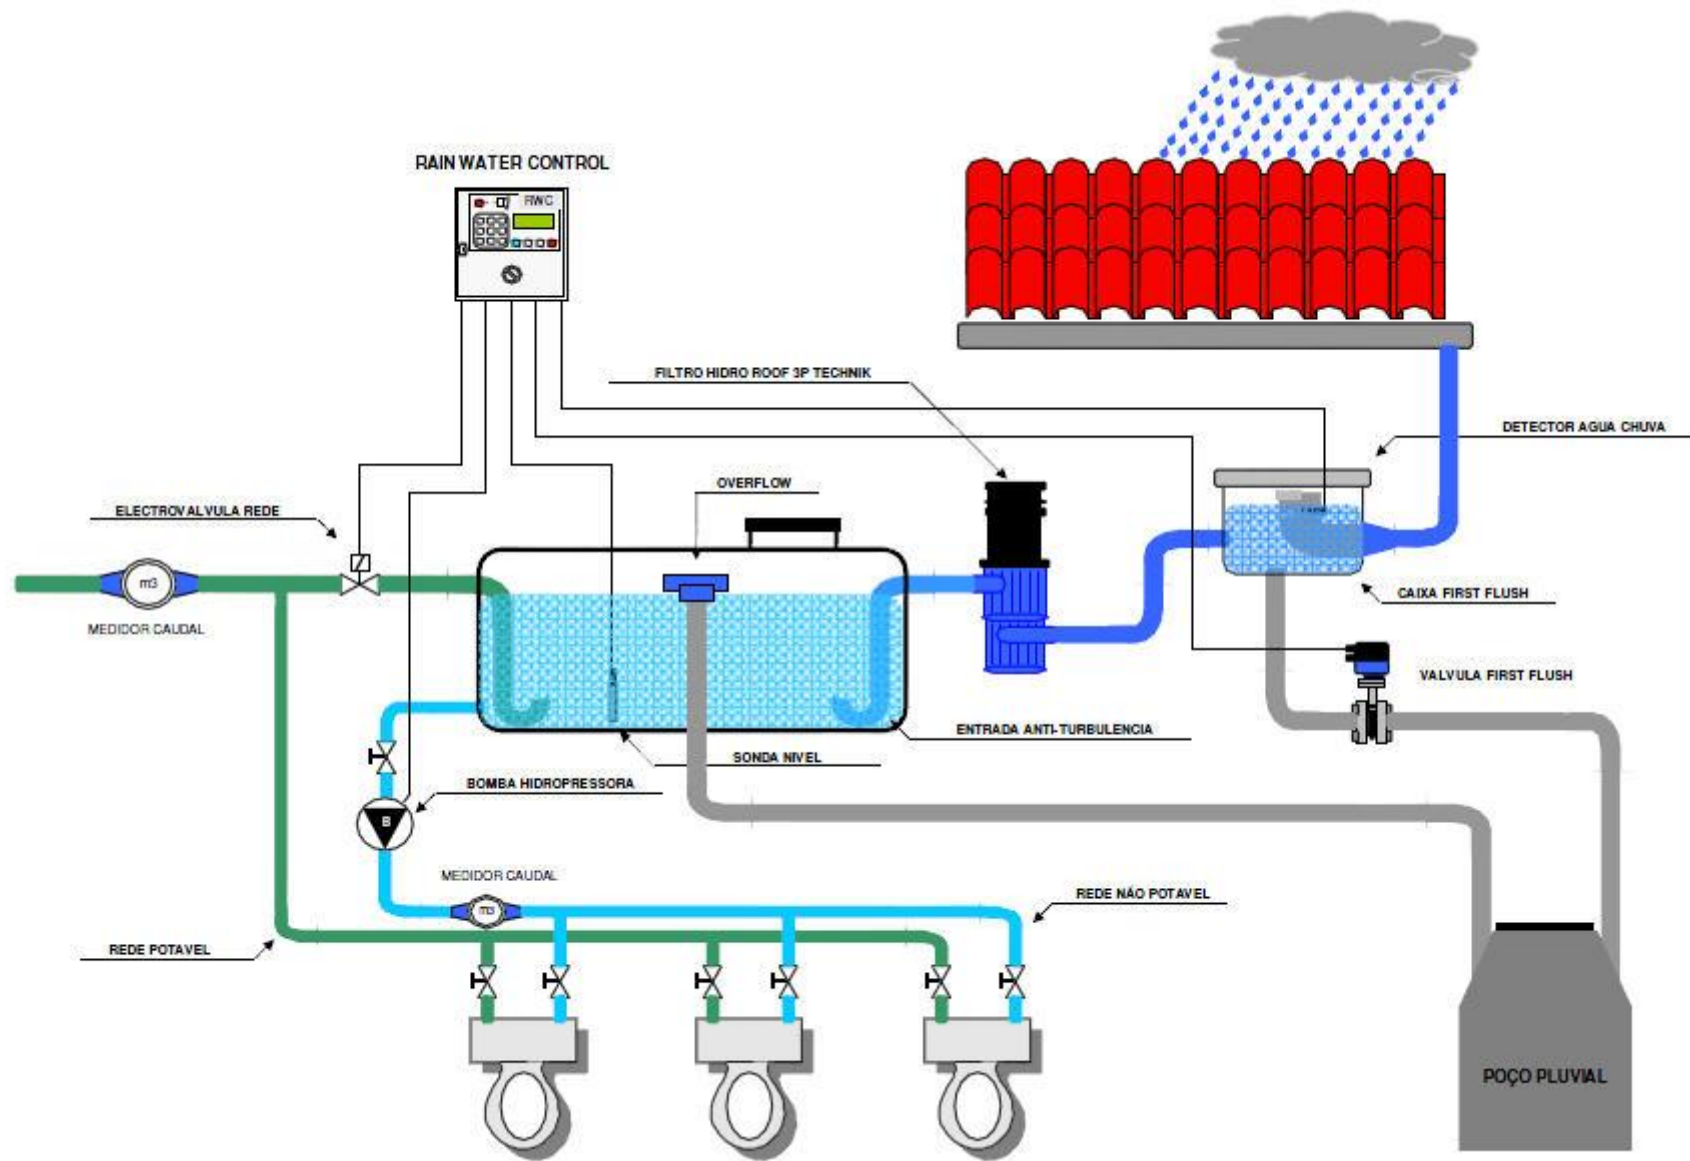 RAIN WATER CONTROL
RWC
FILTRO HIDRO ROOF 3P TECHNIK
DETECTOR AGUA CHUVA
OVERFLOW
ELECTROVALVULA REDE
m3
CAIXA FIRST FLUSH
MEDIDOR CAUDAL
VALVULA FIRST FLUSH
ENTRADA ANTI-TURBULENCIA
SONDA NIVEL
BOMBA HIDROPRESSORA
B
MEDIDOR CAUDAL
m3
REDE NÃO POTAVEL
REDE POTAVEL
POÇO PLUVIAL